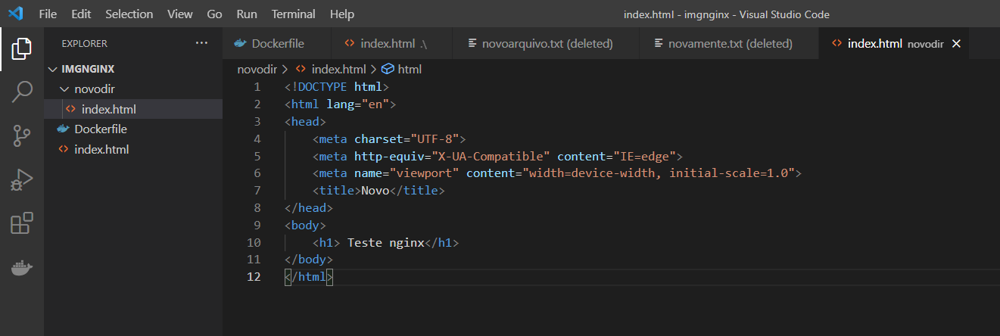 File Edit Selection View Go Run Terminal Help index.html - imgnginx - Visual Studio Code
EXPLORER ···
IMGNGINX
novodir
index.html
Dockerfile
index.html
Dockerfile index.html .\ novoarquivo.txt (deleted) novamente.txt (deleted) index.html novodir
novodir > index.html > html
1 <!DOCTYPE html>
2 <html lang="en">
3 <head>
4 <meta charset="UTF-8">
5 <meta http-equiv="X-UA-Compatible" content="IE=edge">
6 <meta name="viewport" content="width=device-width, initial-scale=1.0">
7 <title>Novo</title>
8 </head>
9 <body>
10 <h1> Teste nginx</h1>
11 </body>
12 </html>